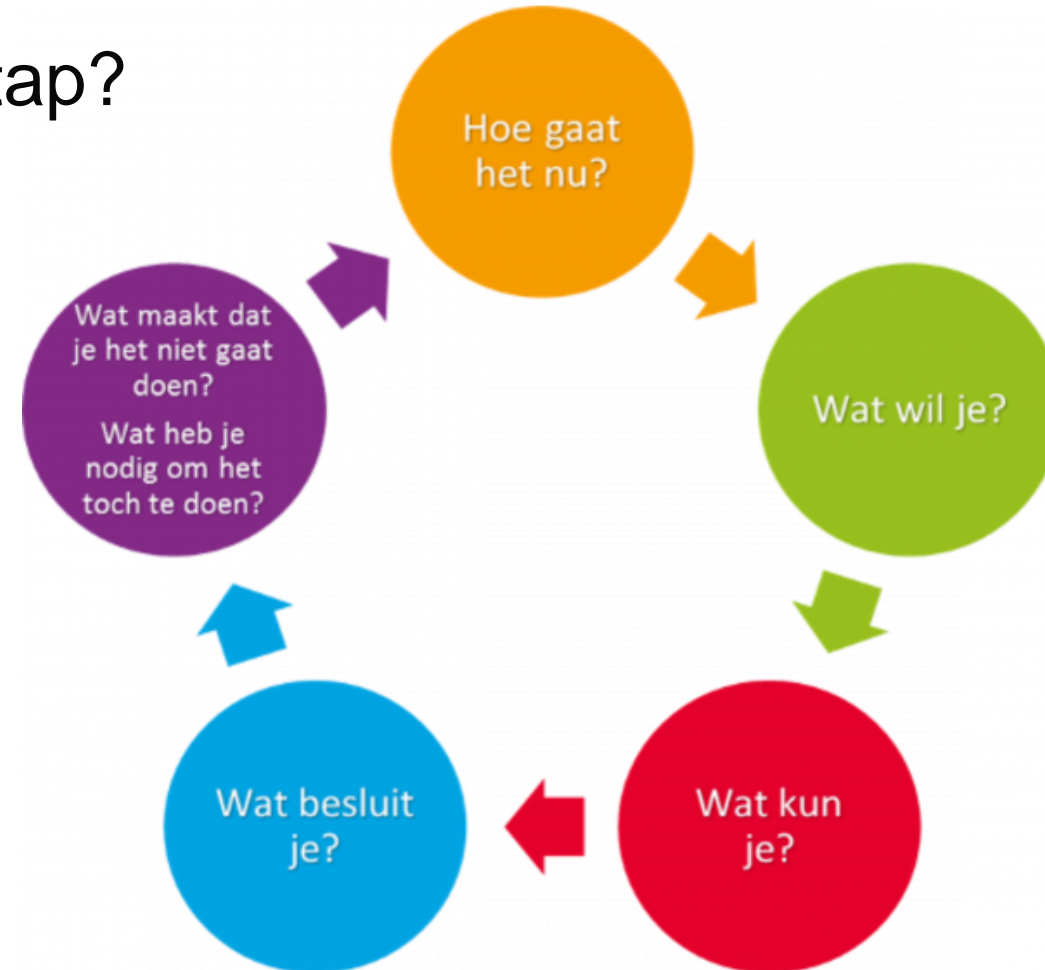 tap?
Hoe gaat
het nu?
Wat wil je?
Wat kun
je?
Wat besluit
je?
Wat maakt dat
je het niet gaat
doen?
Wat heb je
nodig om het
toch te doen?